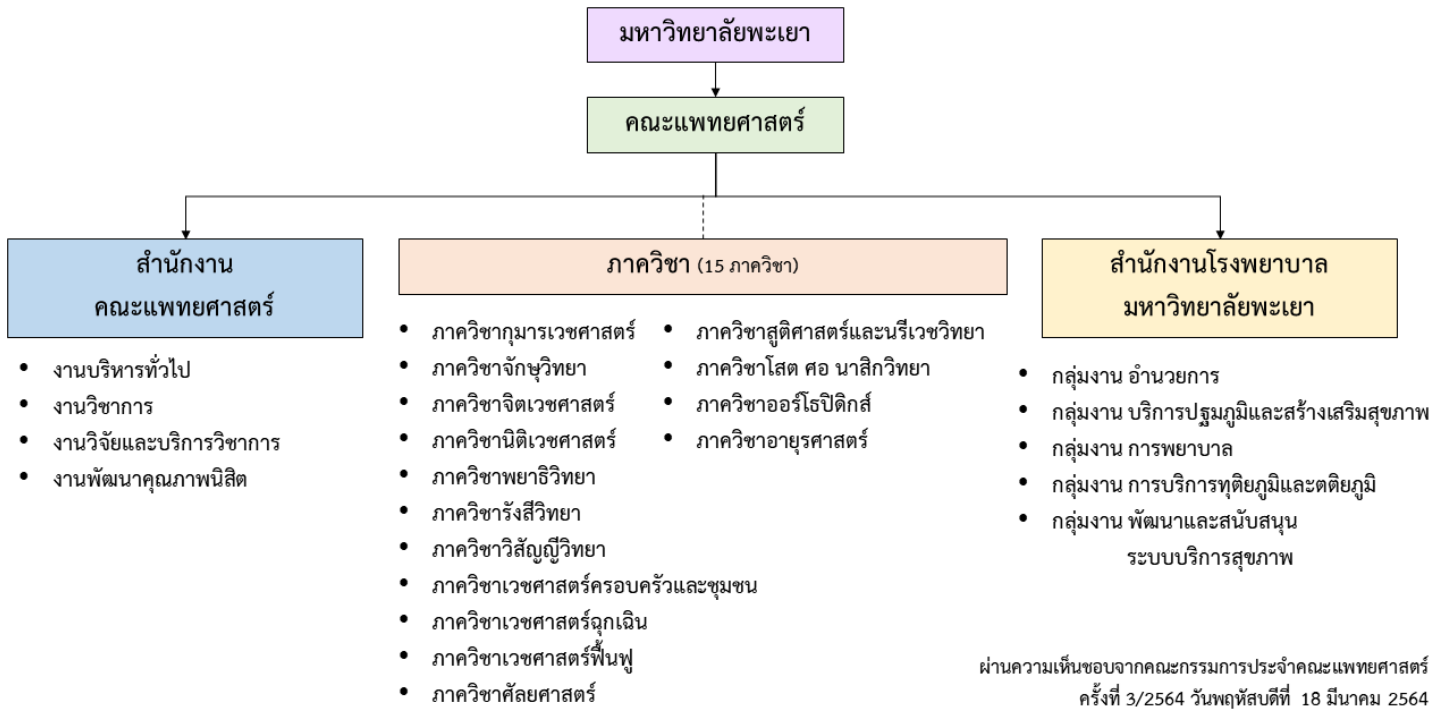 มหาวิทยาลัยพะเยา
คณะแพทยศาสตร์
สำนักงาน
คณะแพทยศาสตร์
• งานบริหารทั่วไป
• งานวิชาการ
• งานวิจัยและบริการวิชาการ
• งานพัฒนาคุณภาพนิสิต
ภาควิชา (15 ภาควิชา)
• ภาควิชากุมารเวชศาสตร์
• ภาควิชาจักษุวิทยา
• ภาควิชาจิตเวชศาสตร์
• ภาควิชานิติเวชศาสตร์
• ภาควิชาพยาธิวิทยา
• ภาควิชารังสีวิทยา
• ภาควิชาวิสัญญีวิทยา
• ภาควิชาเวชศาสตร์ครอบครัวและชุมชน
• ภาควิชาเวชศาสตร์ฉุกเฉิน
• ภาควิชาเวชศาสตร์ฟื้นฟู
• ภาควิชาศัลยศาสตร์
• ภาควิชาสูติศาสตร์และนรีเวชวิทยา
• ภาควิชาโสต ศอ นาสิกวิทยา
• ภาควิชาออร์โธปิดิกส์
• ภาควิชาอายุรศาสตร์
สำนักงานโรงพยาบาล
มหาวิทยาลัยพะเยา
• กลุ่มงาน อำนวยการ
• กลุ่มงาน บริการปฐมภูมิและสร้างเสริมสุขภาพ
• กลุ่มงาน การพยาบาล
• กลุ่มงาน การบริการทุติยภูมิและตติยภูมิ
• กลุ่มงาน พัฒนาและสนับสนุน
ระบบบริการสุขภาพ
ผ่านความเห็นชอบจากคณะกรรมการประจำคณะแพทยศาสตร์
ครั้งที่ 3/2564 วันพฤหัสบดีที่ 18 มีนาคม 2564